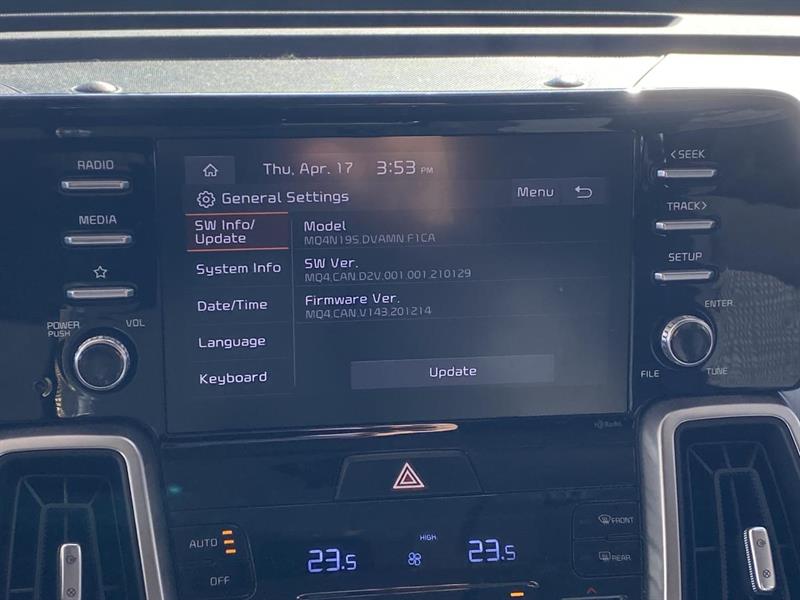 RADIO
MEDIA
POWER
PUSH
VOL
Thu, Apr. 17 3:53 PM
General Settings
Menu
SW Info/
Update
System Info
Date/Time
Language
Keyboard
Model
MQ4N19S.DVAMN.F1CA
SW Ver.
MQ4.CAN.D2V.001.001.210129
Firmware Ver.
MQ4.CAN.V143.201214
Update
<SEEK
TRACK>
SETUP
ENTER
FILE
TUNE
HD Radio
AUTO
OFF
23.5
HIGH
23.5
FRONT
REAR